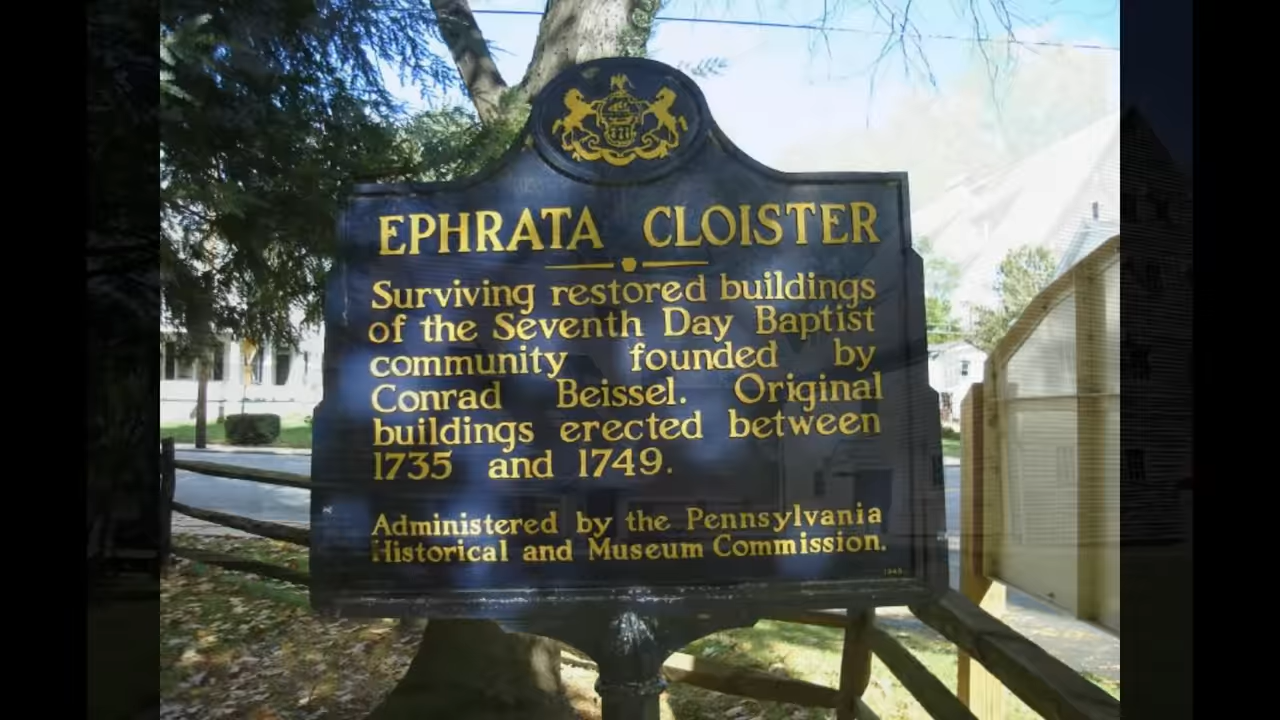 EPHRATA CLOISTER
Surviving restored buildings
of the Seventh Day Baptist
community founded by
Conrad Beissel. Original
buildings erected between
1735 and 1749.
Administered by the Pennsylvania
Historical and Museum Commission.